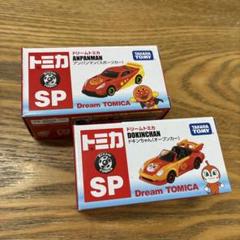 トミカ
ドリームトミカ
ANPANMAN
アンパンマン(スポーツカー)
TAKARA
TOMY
SP
Dream TOMICA
トミカ
ドリームトミカ
DOKINCHAN
ドキンちゃん(オープンカー)
TAKARA
TOMY
SP
Dream TOMICA